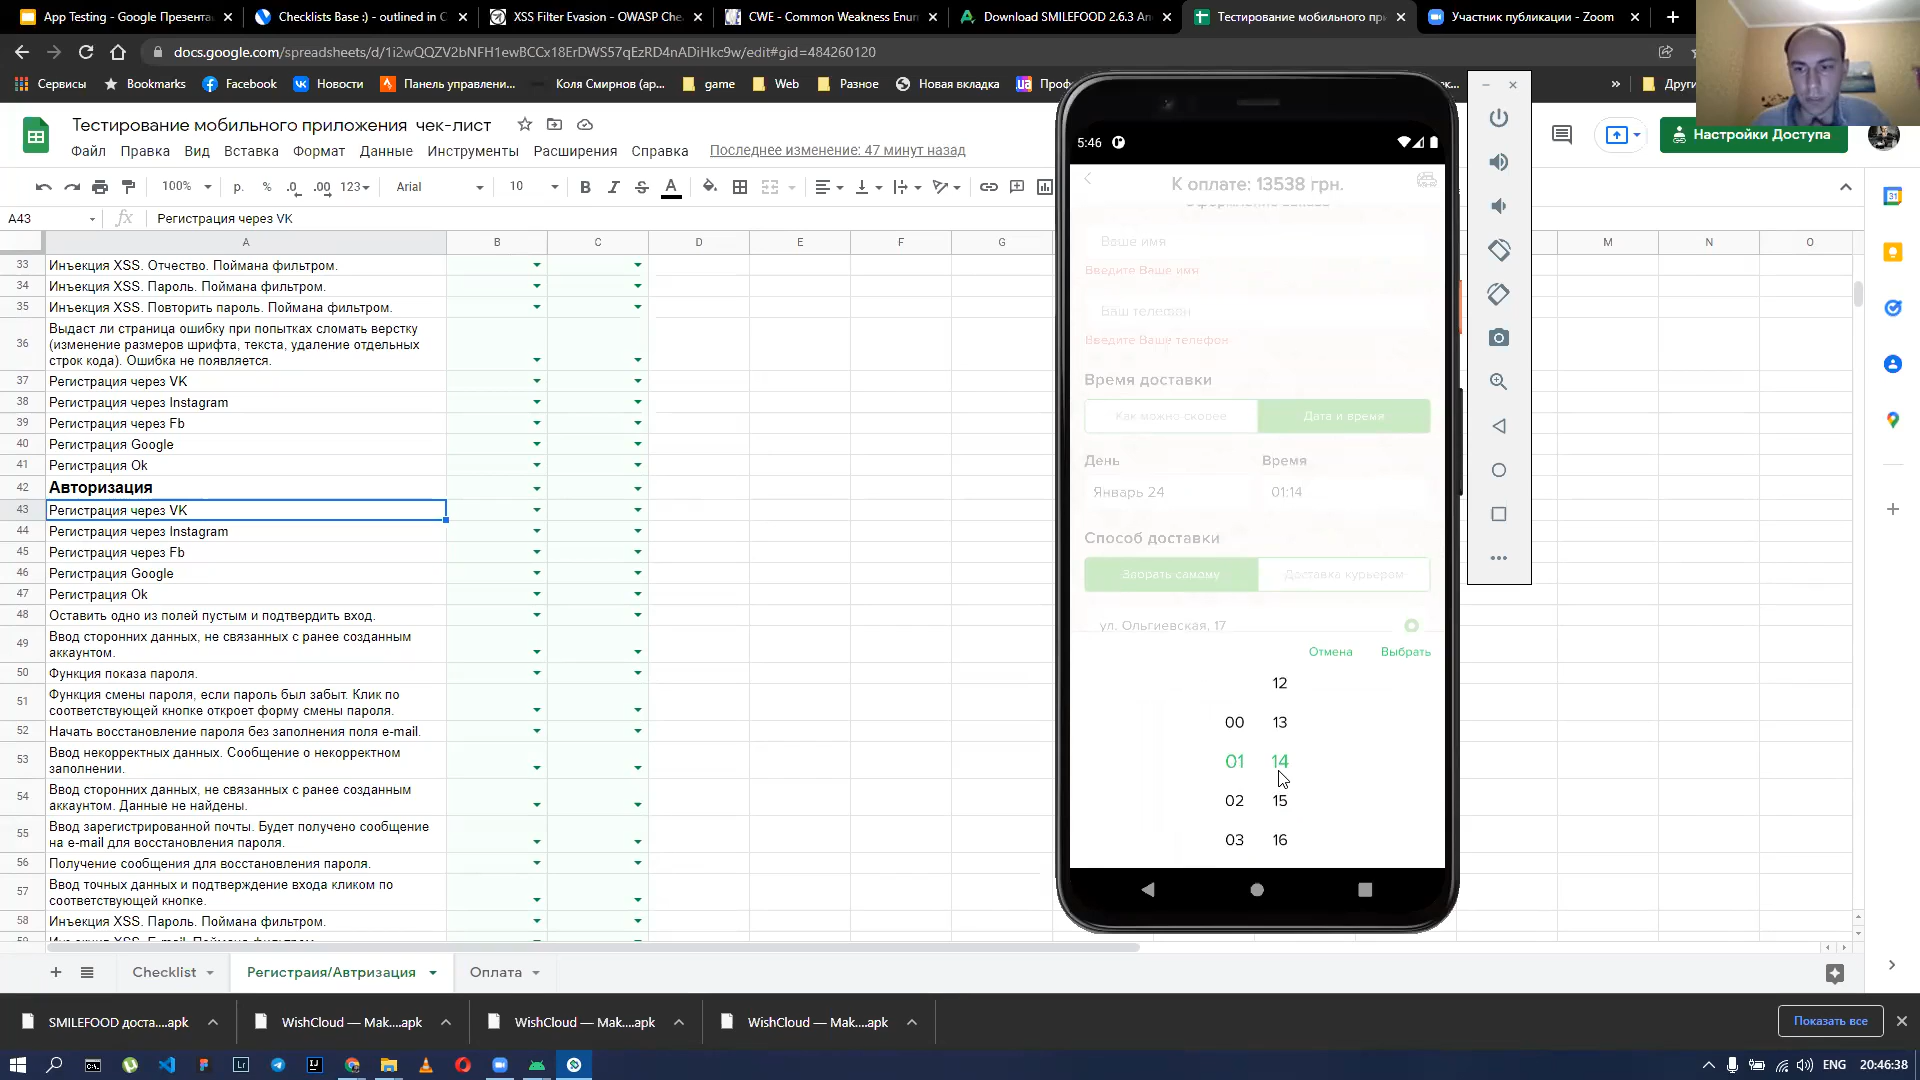 App Testing - Google Презента
Checklists Base :) - outlined in C
XSS Filter Evasion - OWASP Che
CWE - Common Weakness Enum
Download SMILEFOOD 2.6.3 An
Тестирование мобильного пр
Участник публикации - Zoom
docs.google.com/spreadsheets/d/1i2wQQZV2bNFH1ewBCCx18ErDWS57qEzRD4nADiHkc9w/edit#gid=484260120
Сервисы
Bookmarks
Facebook
Новости
Панель управлени...
Коля Смирнов (ар...
game
Web
Разное
Новая вкладка
Проф
»
Други
Тестирование мобильного приложения чек-лист
Файл Правка Вид Вставка Формат Данные Инструменты Расширения Справка Последнее изменение: 47 минут назад
Настройки Доступа
100% р. % .0 .00 123 Arial 10 B I S A
A43 fx Регистрация через VK
A B C D E F G M N O
33 Инъекция XSS. Отчество. Поймана фильтром.
34 Инъекция XSS. Пароль. Поймана фильтром.
35 Инъекция XSS. Повторить пароль. Поймана фильтром.
36 Выдаст ли страница ошибку при попытках сломать верстку
(изменение размеров шрифта, текста, удаление отдельных
строк кода). Ошибка не появляется.
37 Регистрация через VK
38 Регистрация через Instagram
39 Регистрация через Fb
40 Регистрация Google
41 Регистрация Ok
42 Авторизация
43 Регистрация через VK
44 Регистрация через Instagram
45 Регистрация через Fb
46 Регистрация Google
47 Регистрация Ok
48 Оставить одно из полей пустым и подтвердить вход.
49 Ввод сторонних данных, не связанных с ранее созданным
аккаунтом.
50 Функция показа пароля.
51 Функция смены пароля, если пароль был забыт. Клик по
соответствующей кнопке откроет форму смены пароля.
52 Начать восстановление пароля без заполнения поля e-mail.
53 Ввод некорректных данных. Сообщение о некорректном
заполнении.
54 Ввод сторонних данных, не связанных с ранее созданным
аккаунтом. Данные не найдены.
55 Ввод зарегистрированной почты. Будет получено сообщение
на e-mail для восстановления пароля.
56 Получение сообщения для восстановления пароля.
57 Ввод точных данных и подтверждение входа кликом по
соответствующей кнопке.
58 Инъекция XSS. Пароль. Поймана фильтром.
5:46
К оплате: 13538 грн.
Оформление заказа
Ваше имя
Введите Ваше имя
Ваш телефон
Введите Ваше телефон
Время доставки
Как можно скорее Дата и время
День Время
Январь 24 01:14
Способ доставки
Забрать самому Доставка курьером
ул. Ольгиевская, 17
Отмена Выбрать
12
00 13
01 14
02 15
03 16
31
Checklist Регистраия/Автризация Оплата
SMILEFOOD доста....apk
WishCloud — Mak....apk
WishCloud — Mak....apk
WishCloud — Mak....apk
Показать все
Lr
ENG 20:46:38